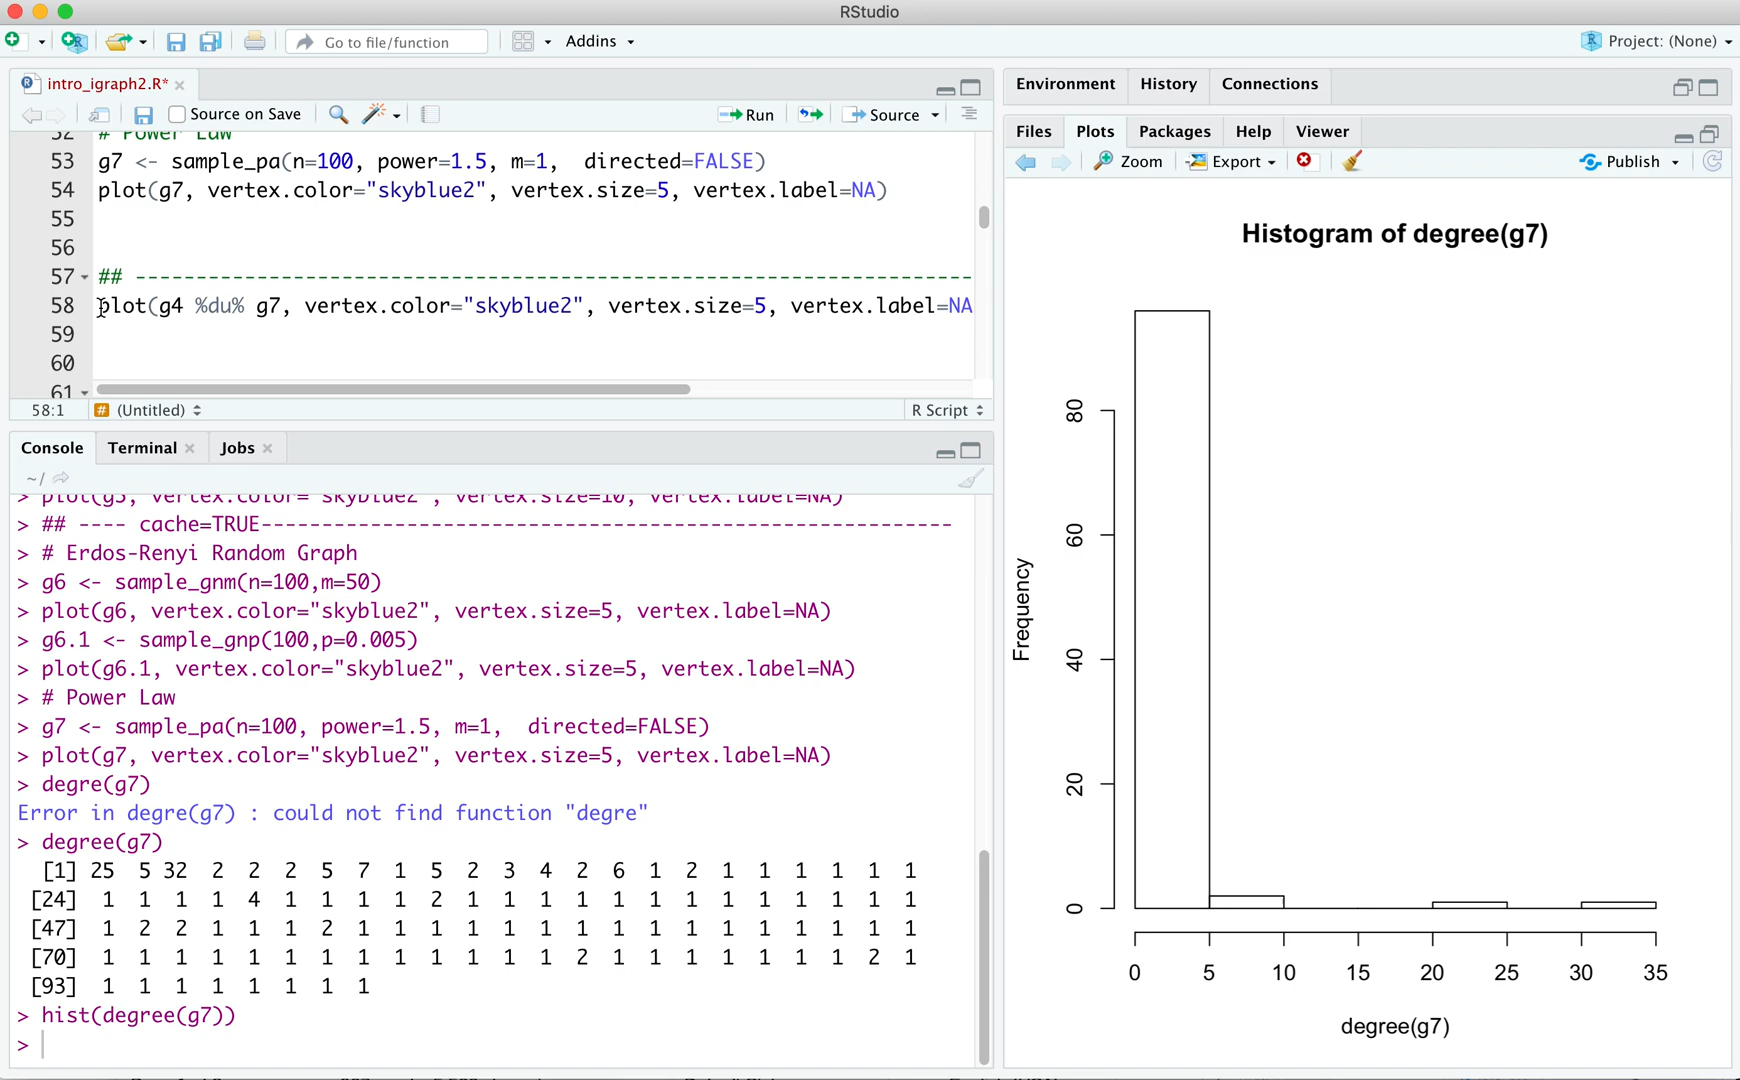 RStudio
Go to file/function
Addins
Project: (None)
intro_igraph2.R*
Source on Save
Run
Source
52 # Power Law
53 g7 <- sample_pa(n=100, power=1.5, m=1,  directed=FALSE)
54 plot(g7, vertex.color="skyblue2", vertex.size=5, vertex.label=NA)
55
56
57 ## ---------------------------------------------------------------------
58 plot(g4 %du% g7, vertex.color="skyblue2", vertex.size=5, vertex.label=NA
59
60
61
58:1 # (Untitled) R Script
Console Terminal Jobs
~/
> plot(g5, vertex.color="skyblue2", vertex.size=10, vertex.label=NA)
> ## ---- cache=TRUE---------------------------------------------------------
> # Erdos-Renyi Random Graph
> g6 <- sample_gnm(n=100,m=50)
> plot(g6, vertex.color="skyblue2", vertex.size=5, vertex.label=NA)
> g6.1 <- sample_gnp(100,p=0.005)
> plot(g6.1, vertex.color="skyblue2", vertex.size=5, vertex.label=NA)
> # Power Law
> g7 <- sample_pa(n=100, power=1.5, m=1,  directed=FALSE)
> plot(g7, vertex.color="skyblue2", vertex.size=5, vertex.label=NA)
> degre(g7)
Error in degre(g7) : could not find function "degre"
> degree(g7)
[1] 25 5 32 2 2 2 5 7 1 5 2 3 4 2 6 1 2 1 1 1 1 1 1
[24] 1 1 1 1 4 1 1 1 1 2 1 1 1 1 1 1 1 1 1 1 1 1 1
[47] 1 2 2 1 1 1 2 1 1 1 1 1 1 1 1 1 1 1 1 1 1 1 1
[70] 1 1 1 1 1 1 1 1 1 1 1 1 1 2 1 1 1 1 1 1 1 2 1
[93] 1 1 1 1 1 1 1 1
> hist(degree(g7))
>
Environment History Connections
Files Plots Packages Help Viewer
Zoom Export Publish
Histogram of degree(g7)
Frequency
80
60
40
20
0
0 5 10 15 20 25 30 35
degree(g7)